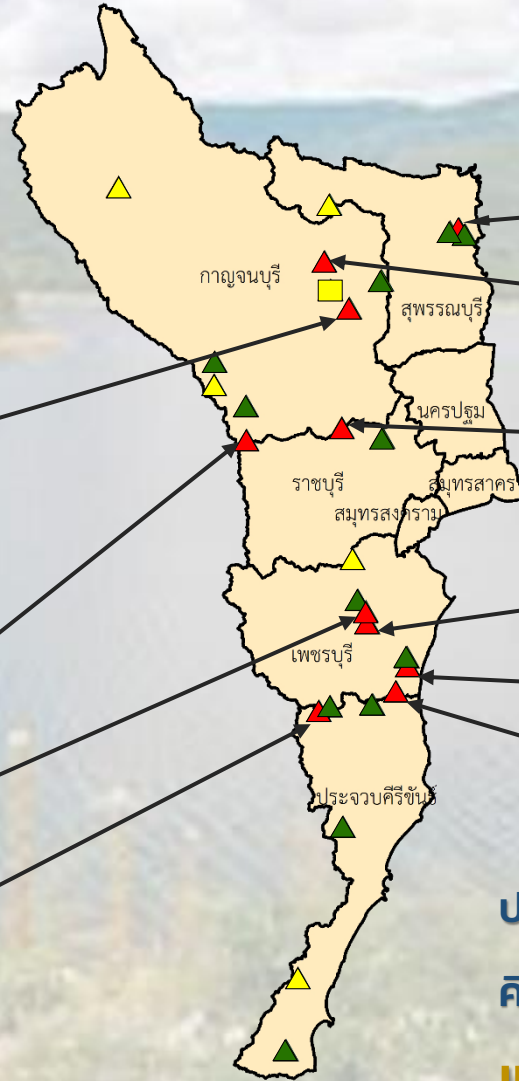 กาญจนบุรี
สุพรรณบุรี
นครปฐม
ราชบุรี
สมุทรสาคร
สมุทรสงคราม
เพชรบุรี
ประจวบคีรีขันธ์